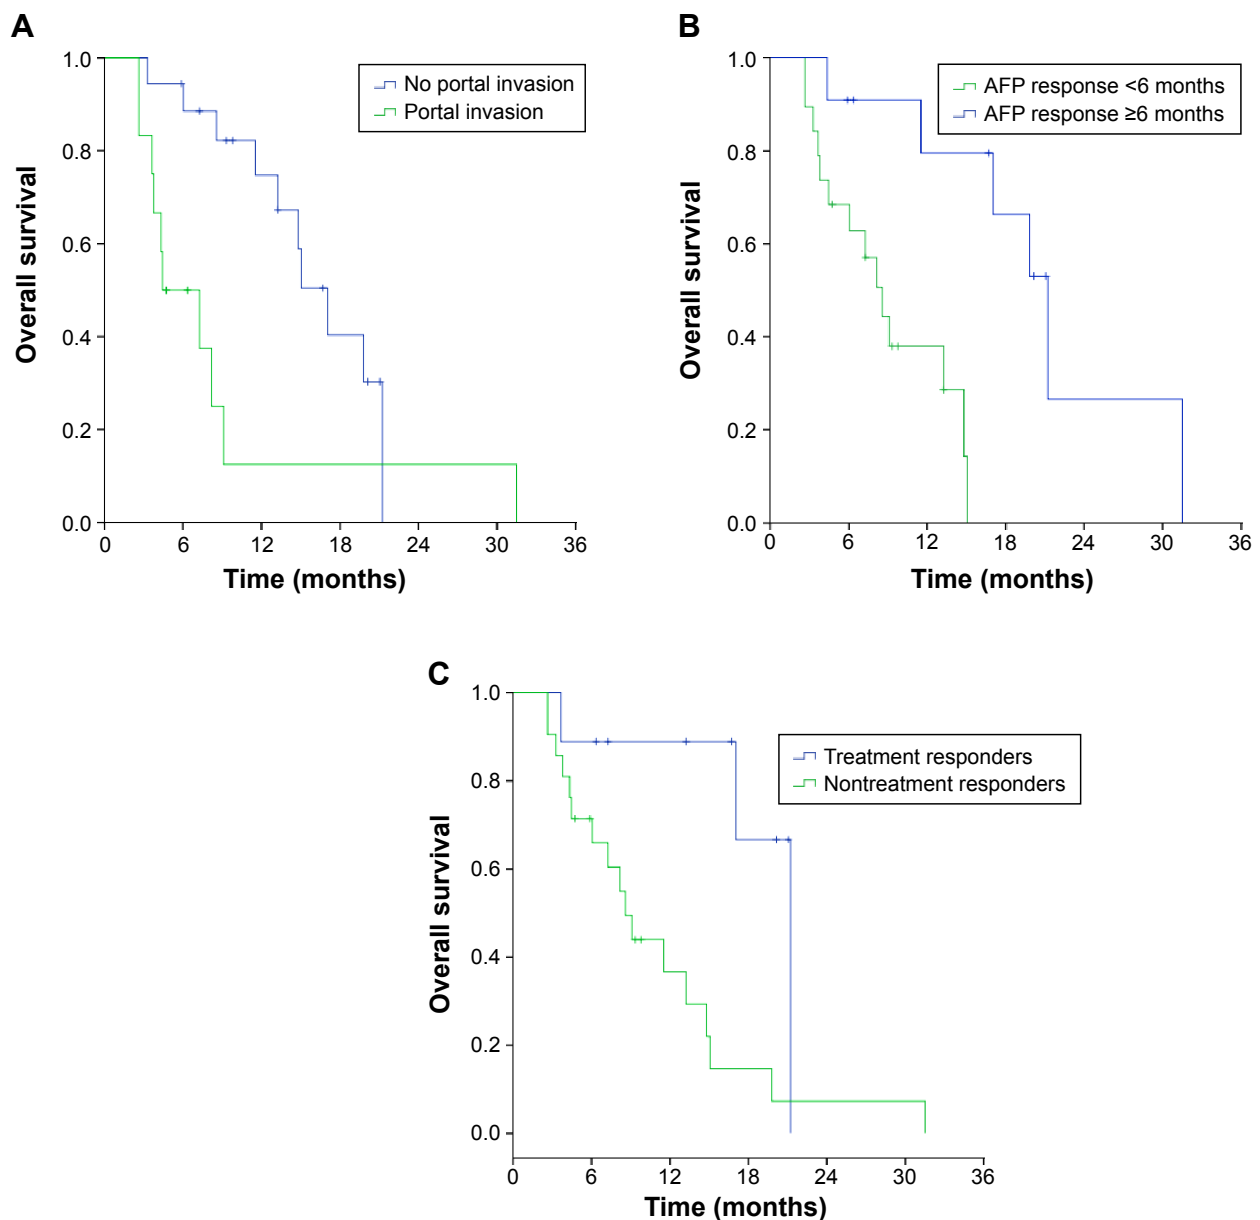 A
1.0
0.8
0.6
0.4
0.2
0.0
Overall survival
No portal invasion
Portal invasion
0 6 12 18 24 30 36
Time (months)
B
1.0
0.8
0.6
0.4
0.2
0.0
Overall survival
AFP response <6 months
AFP response ≥6 months
0 6 12 18 24 30 36
Time (months)
C
1.0
0.8
0.6
0.4
0.2
0.0
Overall survival
Treatment responders
Nontreatment responders
0 6 12 18 24 30 36
Time (months)